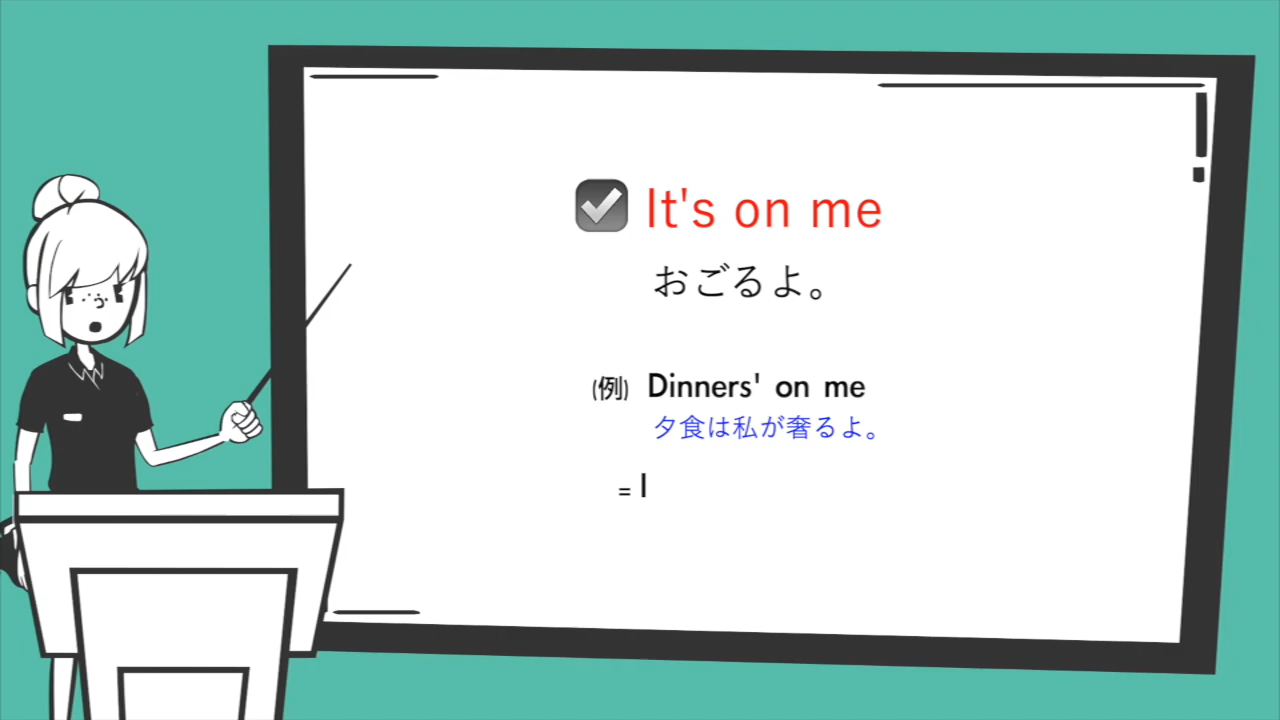 It's on me
おごるよ。
(例) Dinners' on me
夕食は私が奢るよ。
= I